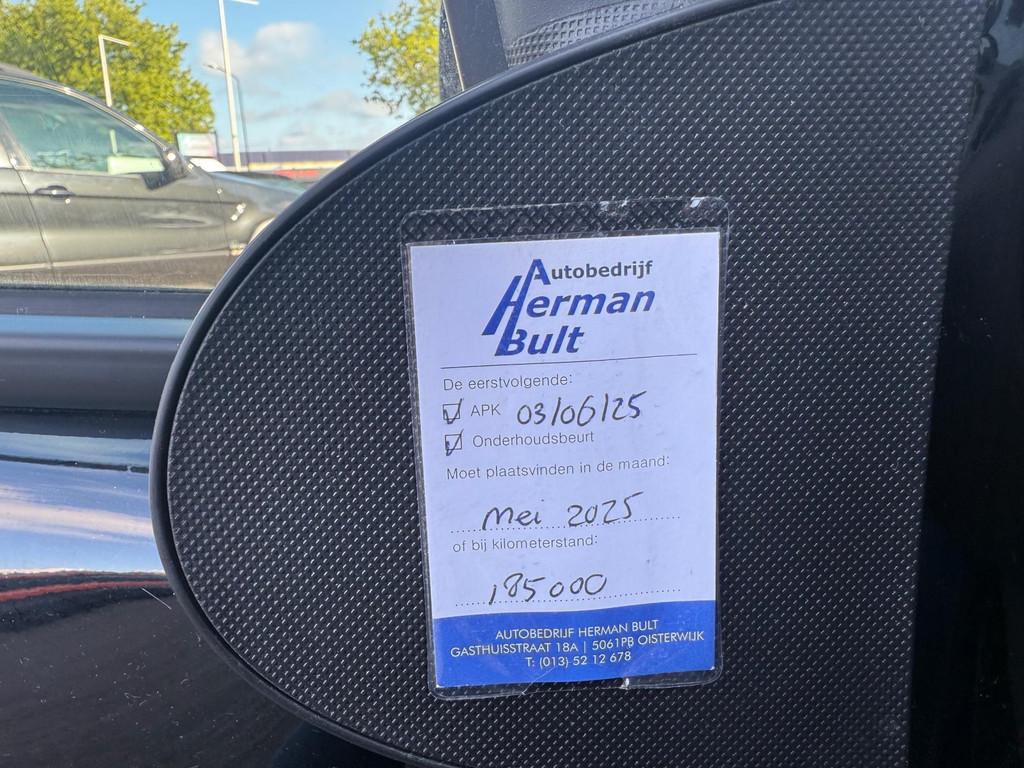 Autobedrijf
Herman
Bult
De eerstvolgende:
APK 03/06/25
Onderhoudsbeurt
Moet plaatsvinden in de maand:
Mei 2025
of bij kilometerstand:
185000
AUTOBEDRIJF HERMAN BULT
GASTHUISSTRAAT 18A | 5061PB OISTERWIJK
T: (013) 52 12 678